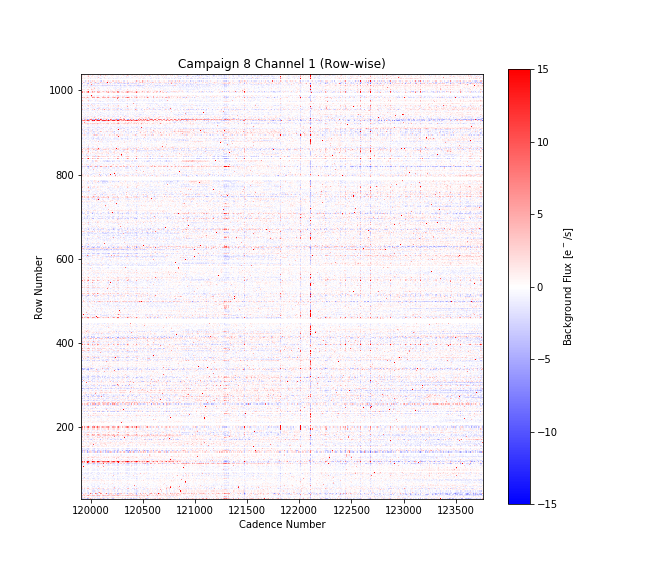 Campaign 8 Channel 1 (Row-wise)
1000
800
600
400
200
Row Number
120000 120500 121000 121500 122000 122500 123000 123500
Cadence Number
15
10
5
0
−5
−10
−15
Background Flux [e⁻/s]